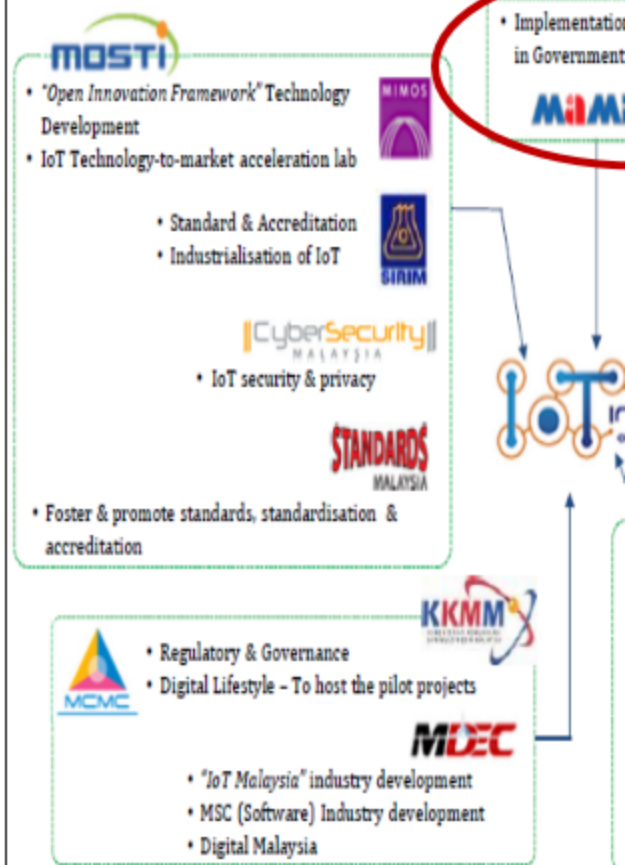 MOSTI
• "Open Innovation Framework" Technology
Development
• IoT Technology-to-market acceleration lab
MIMOS
• Standard & Accreditation
• Industrialisation of IoT
SIRIM
CyberSecurity
MALAYSIA
• IoT security & privacy
STANDARDS
MALAYSIA
• Foster & promote standards, standardisation &
accreditation
• Implementation
in Government
IoT
KKMM
• Regulatory & Governance
• Digital Lifestyle – To host the pilot projects
MCMC
MDEC
• "IoT Malaysia" industry development
• MSC (Software) Industry development
• Digital Malaysia